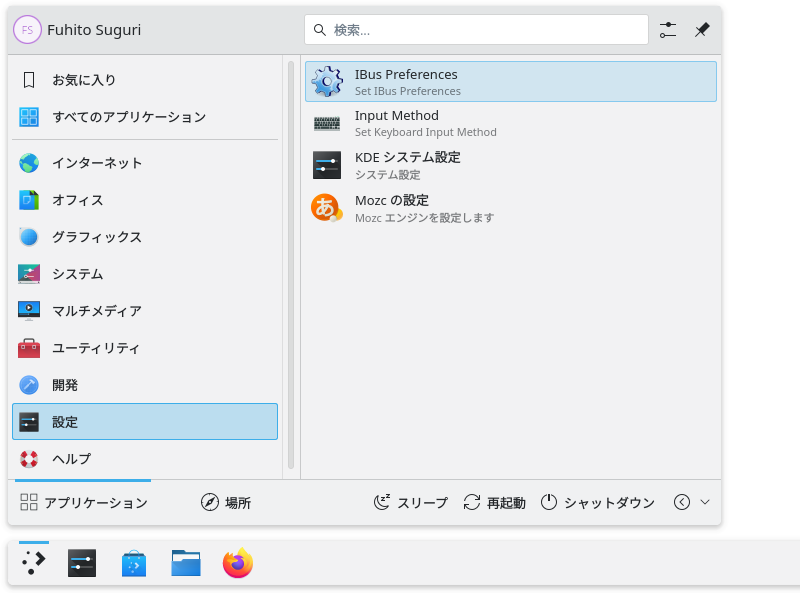 FS
Fuhito Suguri
検索...
お気に入り
すべてのアプリケーション
インターネット
オフィス
グラフィックス
システム
マルチメディア
ユーティリティ
開発
設定
ヘルプ
IBus Preferences
Set IBus Preferences
Input Method
Set Keyboard Input Method
KDE システム設定
システム設定
あ
Mozc の設定
Mozc エンジンを設定します
アプリケーション
場所
スリープ
再起動
シャットダウン